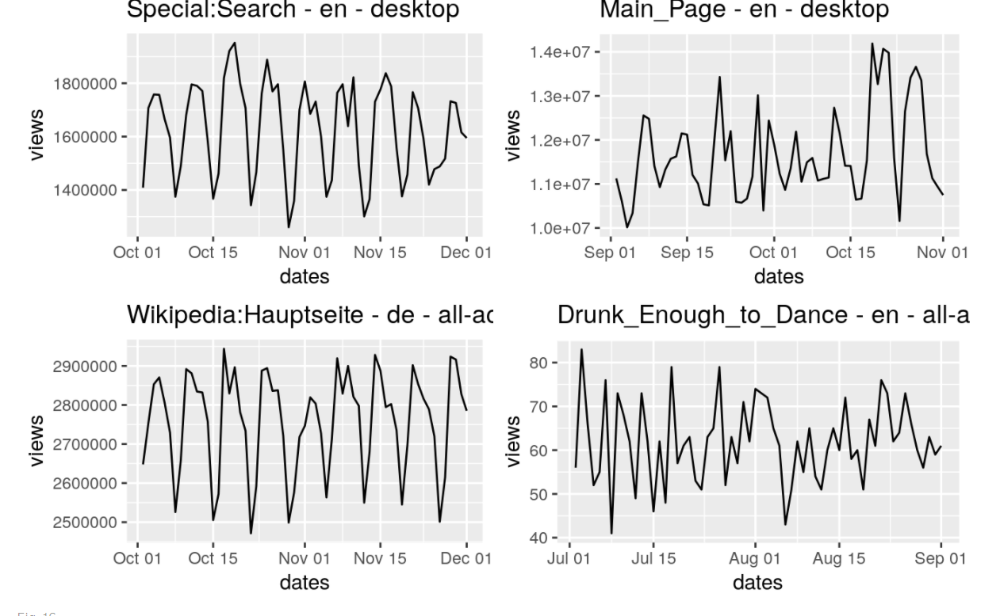 Special:Search - en - desktop
views
1800000
1600000
1400000
Oct 01 Oct 15 Nov 01 Nov 15 Dec 01
dates
Main_Page - en - desktop
views
1.4e+07
1.3e+07
1.2e+07
1.1e+07
1.0e+07
Sep 01 Sep 15 Oct 01 Oct 15 Nov 01
dates
Wikipedia:Hauptseite - de - all-ac
views
2900000
2800000
2700000
2600000
2500000
Oct 01 Oct 15 Nov 01 Nov 15 Dec 01
dates
Drunk_Enough_to_Dance - en - all-a
views
80
70
60
50
40
Jul 01 Jul 15 Aug 01 Aug 15 Sep 01
dates